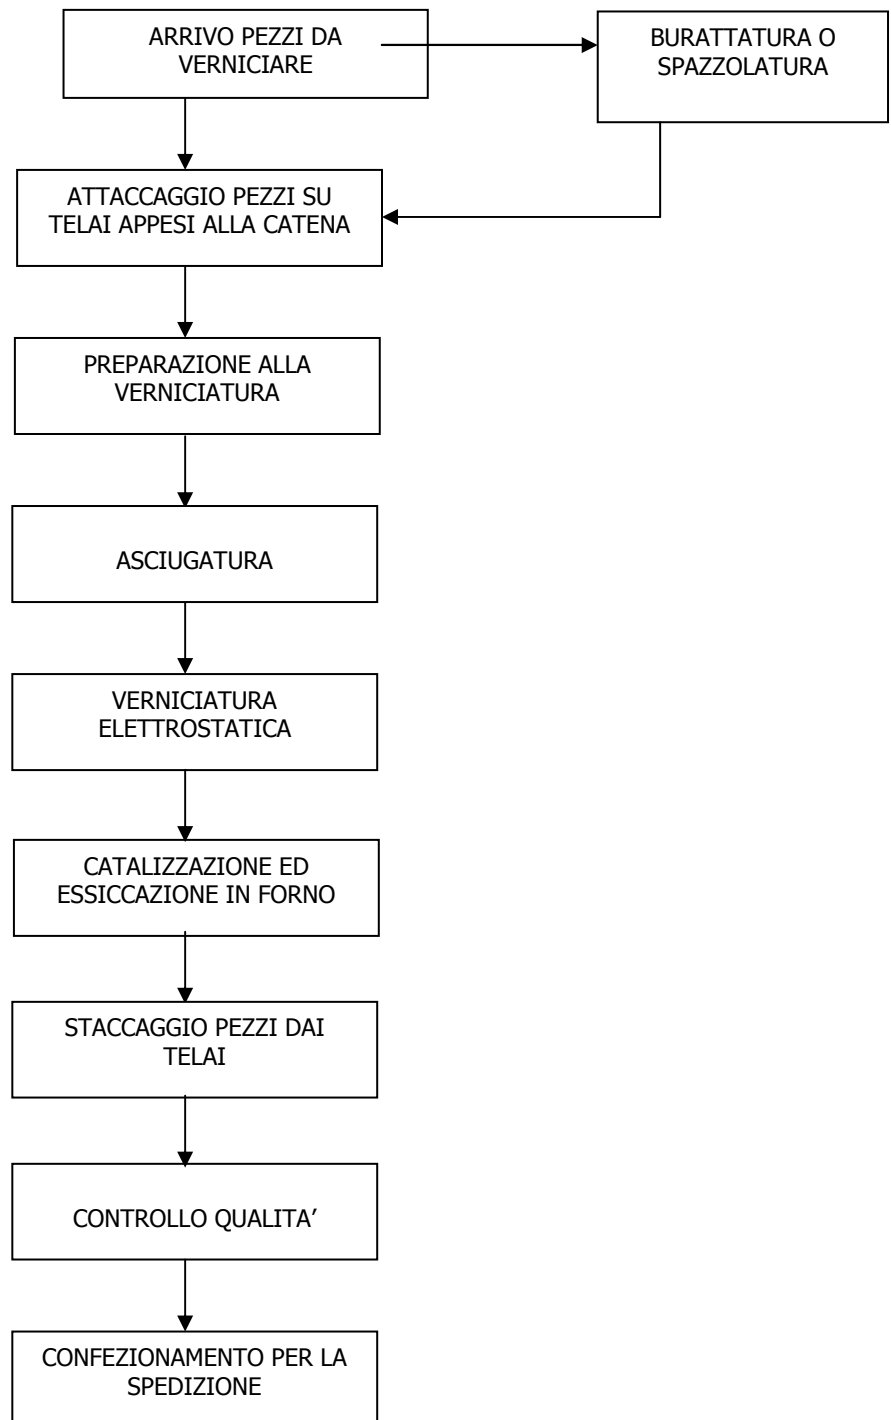 ARRIVO PEZZI DA
VERNICIARE
BURATTATURA O
SPAZZOLATURA
ATTACCAGGIO PEZZI SU
TELAI APPESI ALLA CATENA
PREPARAZIONE ALLA
VERNICIATURA
ASCIUGATURA
VERNICIATURA
ELETTROSTATICA
CATALIZZAZIONE ED
ESSICCAZIONE IN FORNO
STACCAGGIO PEZZI DAI
TELAI
CONTROLLO QUALITA’
CONFEZIONAMENTO PER LA
SPEDIZIONE